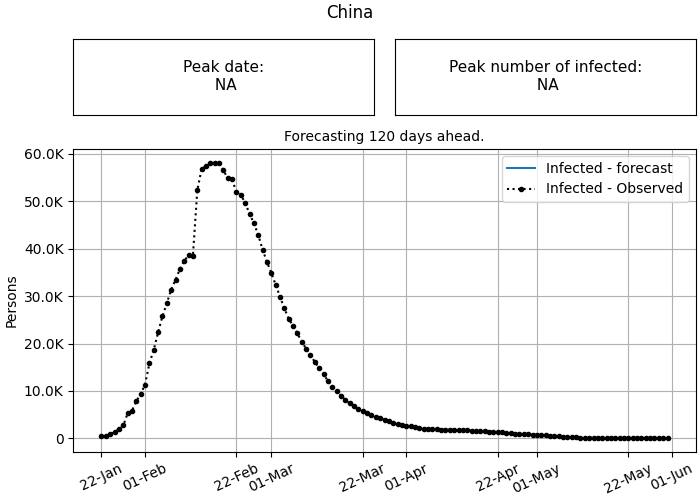 China
Peak date:
NA
Peak number of infected:
NA
Forecasting 120 days ahead.
60.0K
50.0K
40.0K
30.0K
20.0K
10.0K
0
Persons
Infected - forecast
Infected - Observed
22-Jan
01-Feb
22-Feb
01-Mar
22-Mar
01-Apr
22-Apr
01-May
22-May
01-Jun